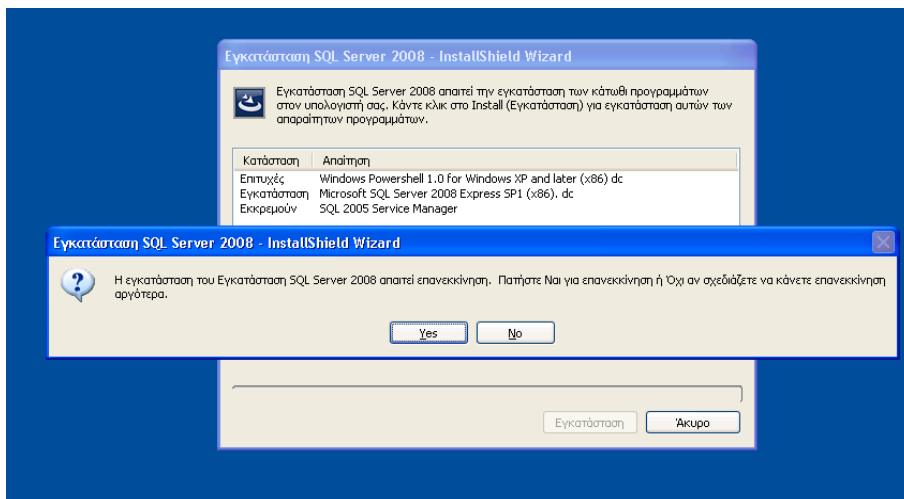 Εγκατάσταση SQL Server 2008 - InstallShield Wizard
Εγκατάσταση SQL Server 2008 απαιτεί την εγκατάσταση των κάτωθι προγραμμάτων
στον υπολογιστή σας. Κάντε κλικ στο Install (Εγκατάσταση) για εγκατάσταση αυτών των
απαραίτητων προγραμμάτων.
Κατάσταση Απαίτηση
Επιτυχές Windows Powershell 1.0 for Windows XP and later (x86) dc
Εγκατάσταση Microsoft SQL Server 2008 Express SP1 (x86). dc
Εκκρεμούν SQL 2005 Service Manager
Εγκατάσταση SQL Server 2008 - InstallShield Wizard
Η εγκατάσταση του Εγκατάσταση SQL Server 2008 απαιτεί επανεκκίνηση. Πατήστε Ναι για επανεκκίνηση ή Όχι αν σχεδιάζετε να κάνετε επανεκκίνηση
αργότερα.
Yes No
Εγκατάσταση Άκυρο